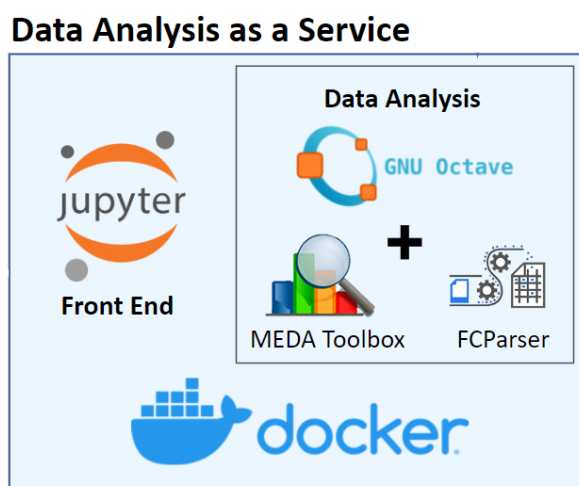 Data Analysis as a Service
Data Analysis
GNU Octave
jupyter
Front End
MEDA Toolbox
FCParser
docker